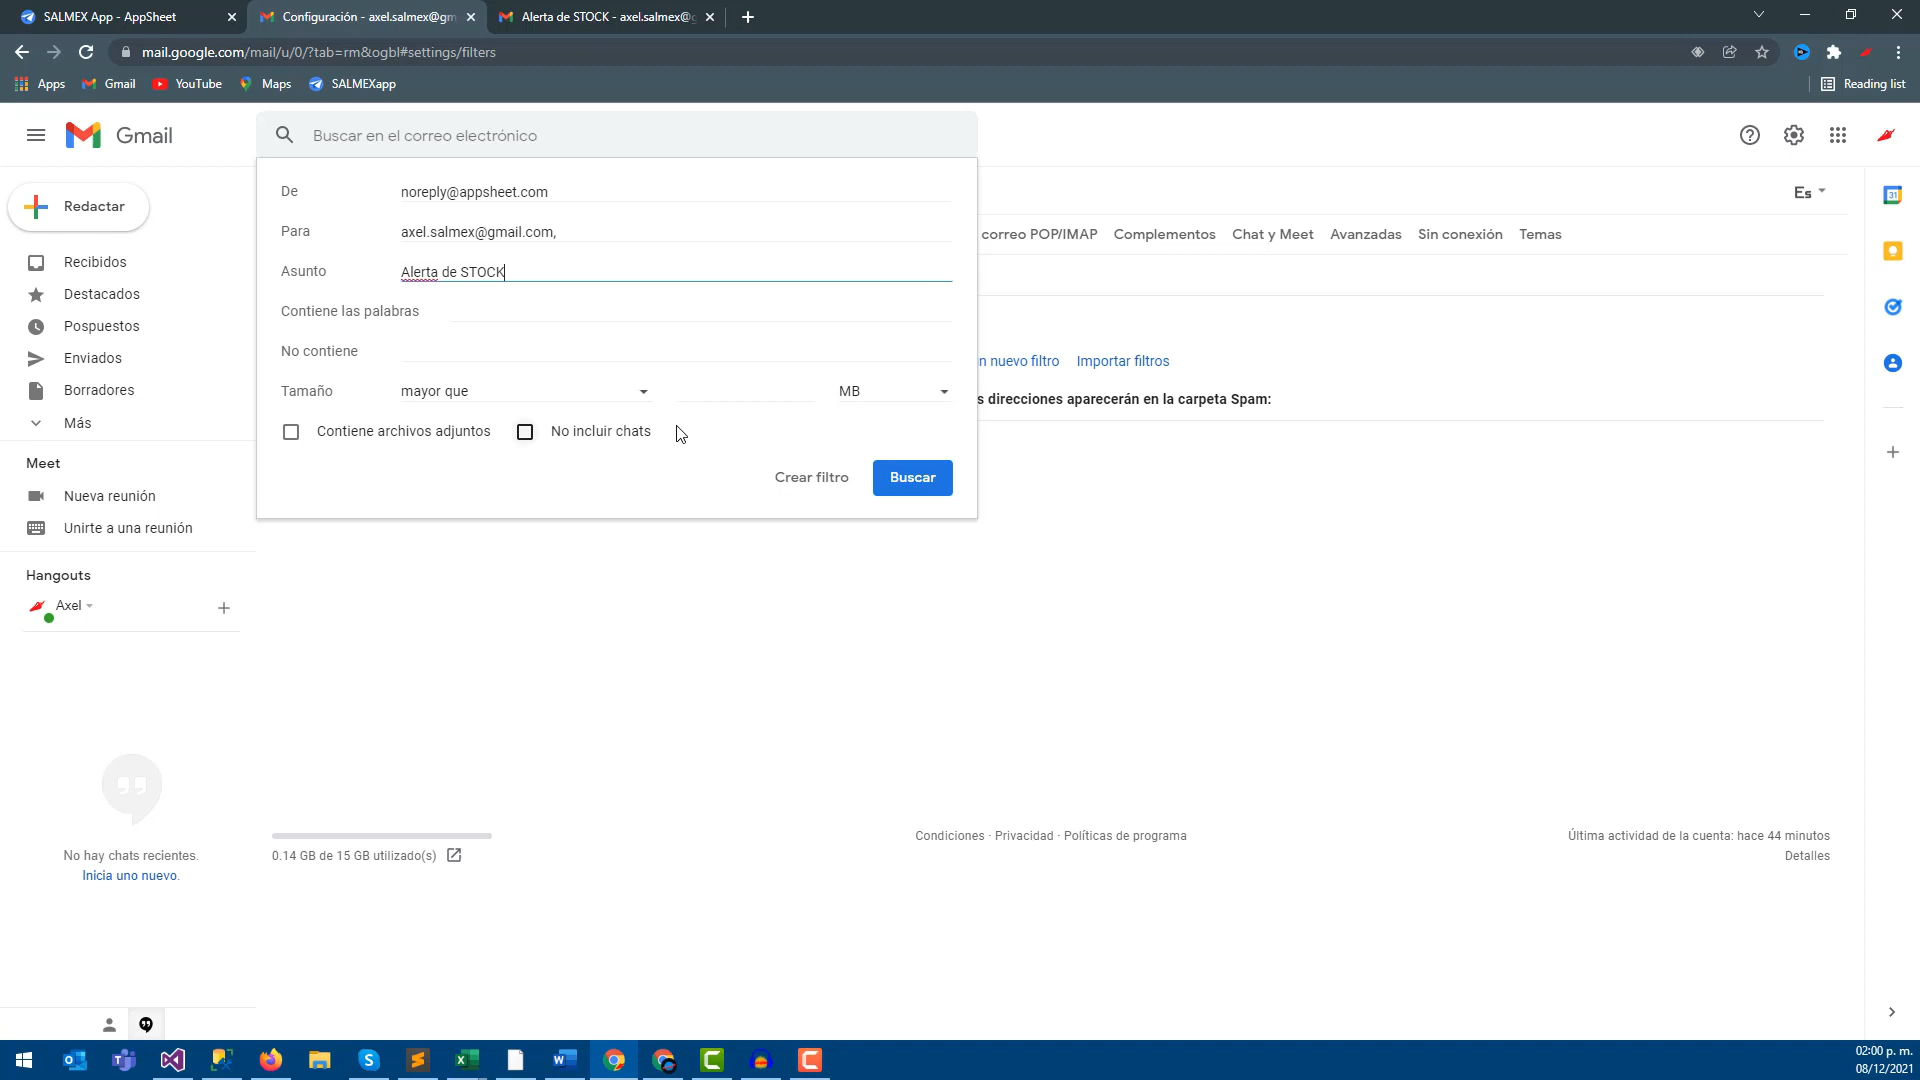 SALMEX App - AppSheet
Configuración - axel.salmex@gm
Alerta de STOCK - axel.salmex@g
mail.google.com/mail/u/0/?tab=rm&ogbl#settings/filters
Apps
Gmail
YouTube
Maps
SALMEXapp
Reading list
Gmail
Buscar en el correo electrónico
Redactar
Recibidos
Destacados
Pospuestos
Enviados
Borradores
Más
Meet
Nueva reunión
Unirte a una reunión
Hangouts
Axel
No hay chats recientes.
Inicia uno nuevo.
De
noreply@appsheet.com
Para
axel.salmex@gmail.com,
Asunto
Alerta de STOCK
Contiene las palabras
No contiene
Tamaño
mayor que
MB
Contiene archivos adjuntos
No incluir chats
Crear filtro
Buscar
Es
correo POP/IMAP
Complementos
Chat y Meet
Avanzadas
Sin conexión
Temas
n nuevo filtro
Importar filtros
s direcciones aparecerán en la carpeta Spam:
31
0.14 GB de 15 GB utilizado(s)
Condiciones · Privacidad · Políticas de programa
Última actividad de la cuenta: hace 44 minutos
Detalles
02:00 p. m.
08/12/2021